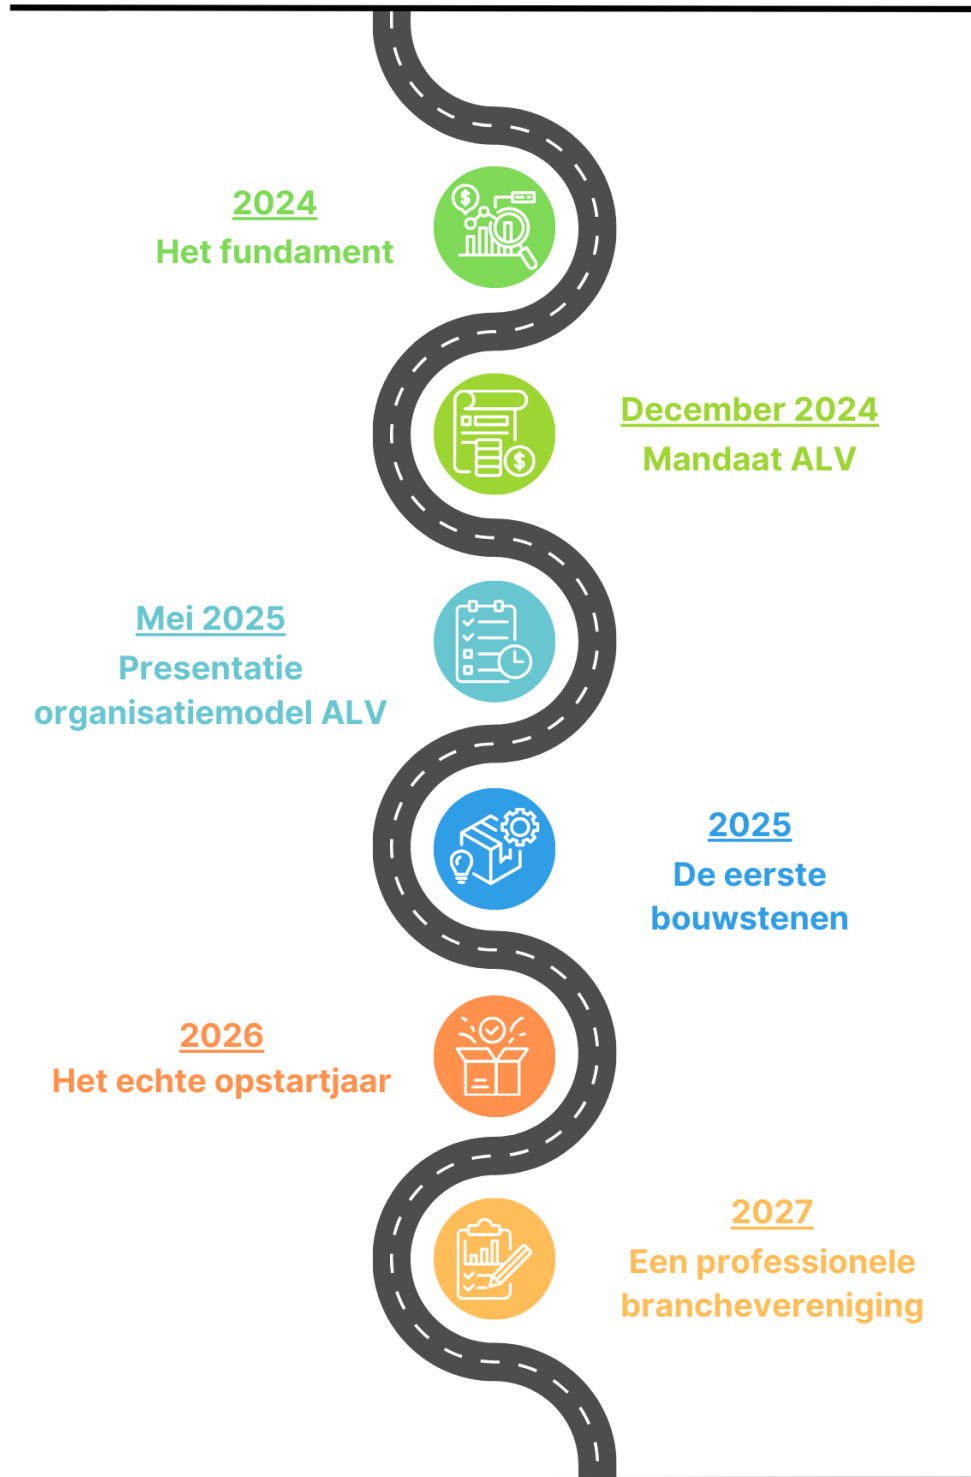 2024
Het fundament
December 2024
Mandaat ALV
Mei 2025
Presentatie
organisatiemodel ALV
2025
De eerste
bouwstenen
2026
Het echte opstartjaar
2027
Een professionele
branchevereniging